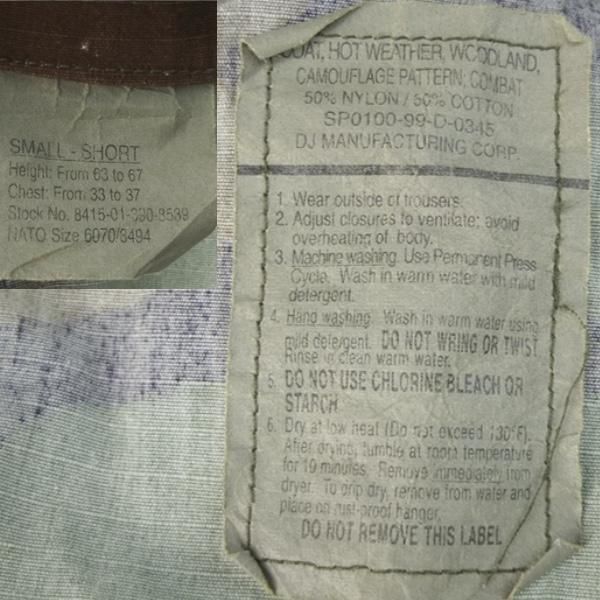 SMALL - SHORT
Height: From 63 to 67
Chest: From 33 to 37
Stock No. 8415-01-390-8539
NATO Size 6070/8494
COAT, HOT WEATHER, WOODLAND,
CAMOUFLAGE PATTERN: COMBAT
50% NYLON / 50% COTTON
SP0100-99-D-0345
DJ MANUFACTURING CORP.
1. Wear outside of trousers.
2. Adjust closures to ventilate; avoid
overheating of body.
3. Machine washing. Use Permanent Press
Cycle. Wash in warm water with mild
detergent.
4. Hand washing. Wash in warm water using
mild detergent. DO NOT WRING OR TWIST.
Rinse in clean warm water.
5. DO NOT USE CHLORINE BLEACH OR
STARCH
6. Dry at low heat (Do not exceed 130°F).
After drying, tumble at room temperature
for 10 minutes. Remove immediately from
dryer. To drip dry, remove from water and
place on rust-proof hanger.
DO NOT REMOVE THIS LABEL